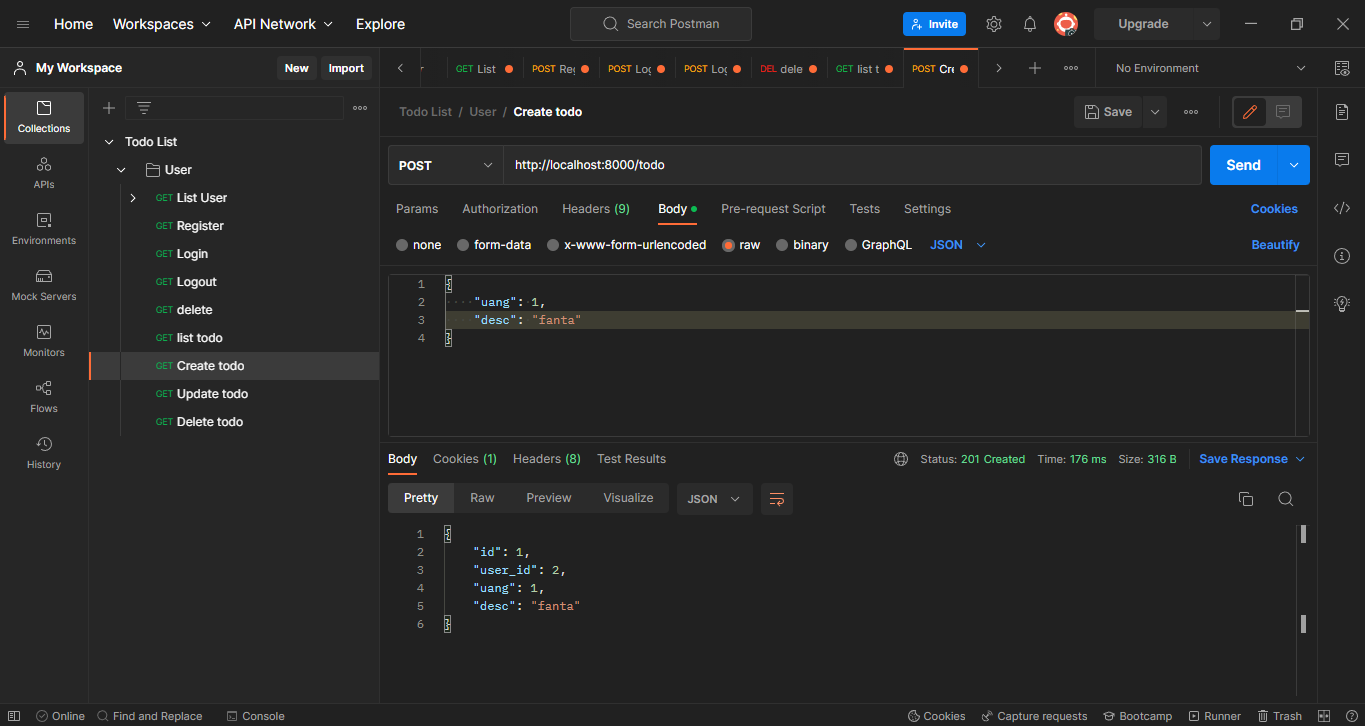 Home Workspaces API Network Explore Search Postman Invite Upgrade
My Workspace New Import GET List POST Reg POST Log POST Log DEL dele GET list t POST Cre No Environment
Collections
APIs
Environments
Mock Servers
Monitors
Flows
History
Todo List
User
GET List User
GET Register
GET Login
GET Logout
GET delete
GET list todo
GET Create todo
GET Update todo
GET Delete todo
Todo List / User / Create todo Save
POST http://localhost:8000/todo Send
Params Authorization Headers (9) Body Pre-request Script Tests Settings Cookies
none form-data x-www-form-urlencoded raw binary GraphQL JSON Beautify
1 {
2 "uang": 1,
3 "desc": "fanta"
4 }
Body Cookies (1) Headers (8) Test Results Status: 201 Created Time: 176 ms Size: 316 B Save Response
Pretty Raw Preview Visualize JSON
1 {
2 "id": 1,
3 "user_id": 2,
4 "uang": 1,
5 "desc": "fanta"
6 }
Online Find and Replace Console Cookies Capture requests Bootcamp Runner Trash